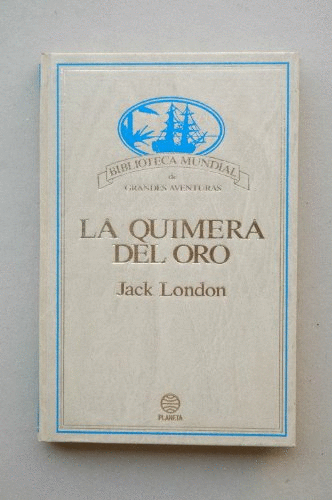 BIBLIOTECA MUNDIAL
de
GRANDES AVENTURAS
LA QUIMERA
DEL ORO
Jack London
PLANETA